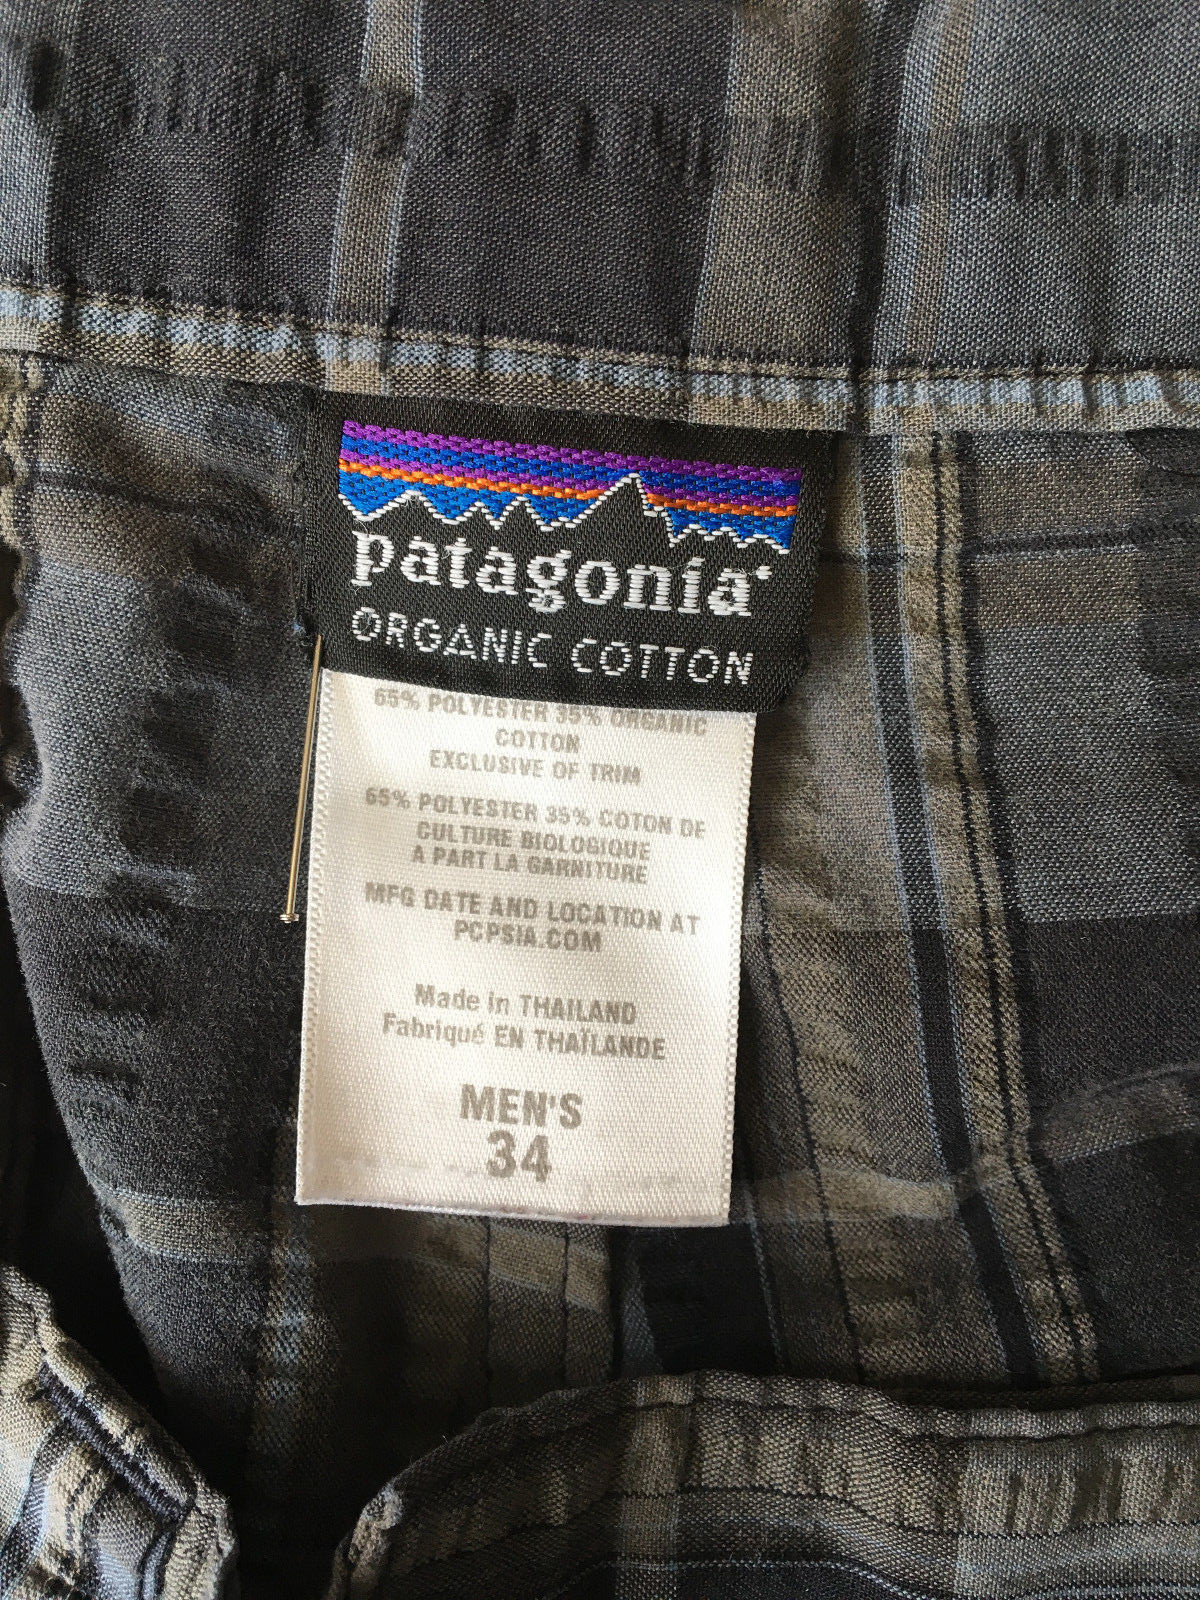 patagonia
ORGANIC COTTON
65% POLYESTER 35% ORGANIC
COTTON
EXCLUSIVE OF TRIM
65% POLYESTER 35% COTON DE
CULTURE BIOLOGIQUE
A PART LA GARNITURE
MFG DATE AND LOCATION AT
PCPSIA.COM
Made in THAILAND
Fabriqué EN THAÏLANDE
MEN'S
34